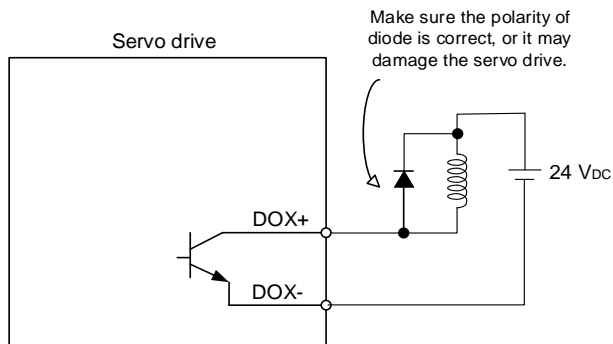 Make sure the polarity of
diode is correct, or it may
damage the servo drive.
Servo drive
24 VDC
DOX+
DOX-